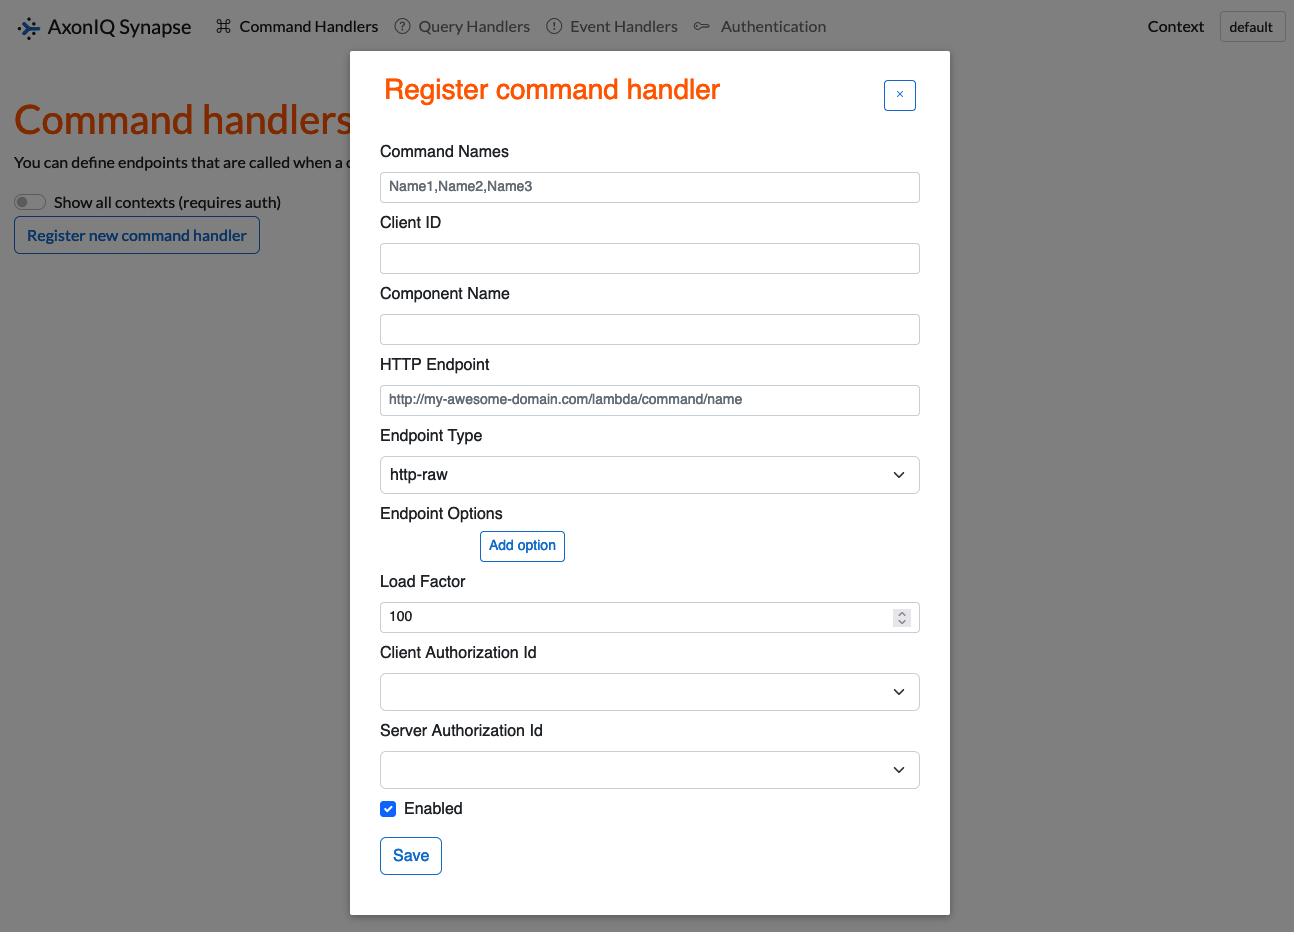 AxonIQ Synapse Command Handlers Query Handlers Event Handlers Authentication Context default
Command handlers
You can define endpoints that are called when a
Show all contexts (requires auth)
Register new command handler
Register command handler
×
Command Names
Name1,Name2,Name3
Client ID
Component Name
HTTP Endpoint
http://my-awesome-domain.com/lambda/command/name
Endpoint Type
http-raw
Endpoint Options
Add option
Load Factor
100
Client Authorization Id
Server Authorization Id
Enabled
Save